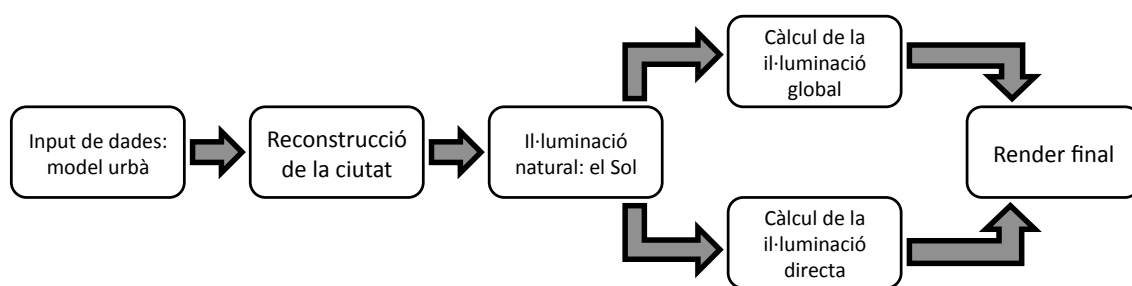 Input de dades:
model urbà
Reconstrucció
de la ciutat
Il·luminació
natural: el Sol
Càlcul de la
il·luminació
global
Càlcul de la
il·luminació
directa
Render final